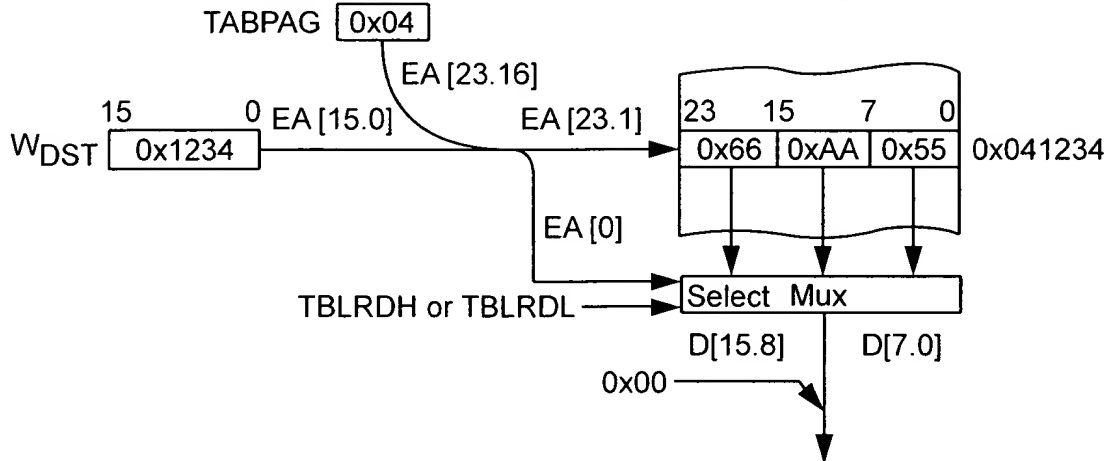 TABPAG 0x04
EA [23.16]
15 0 EA [15.0] EA [23.1] 23 15 7 0
WDST 0x1234 0x66 0xAA 0x55 0x041234
EA [0]
Select Mux
TBLRDH or TBLRDL
D[15.8] D[7.0]
0x00